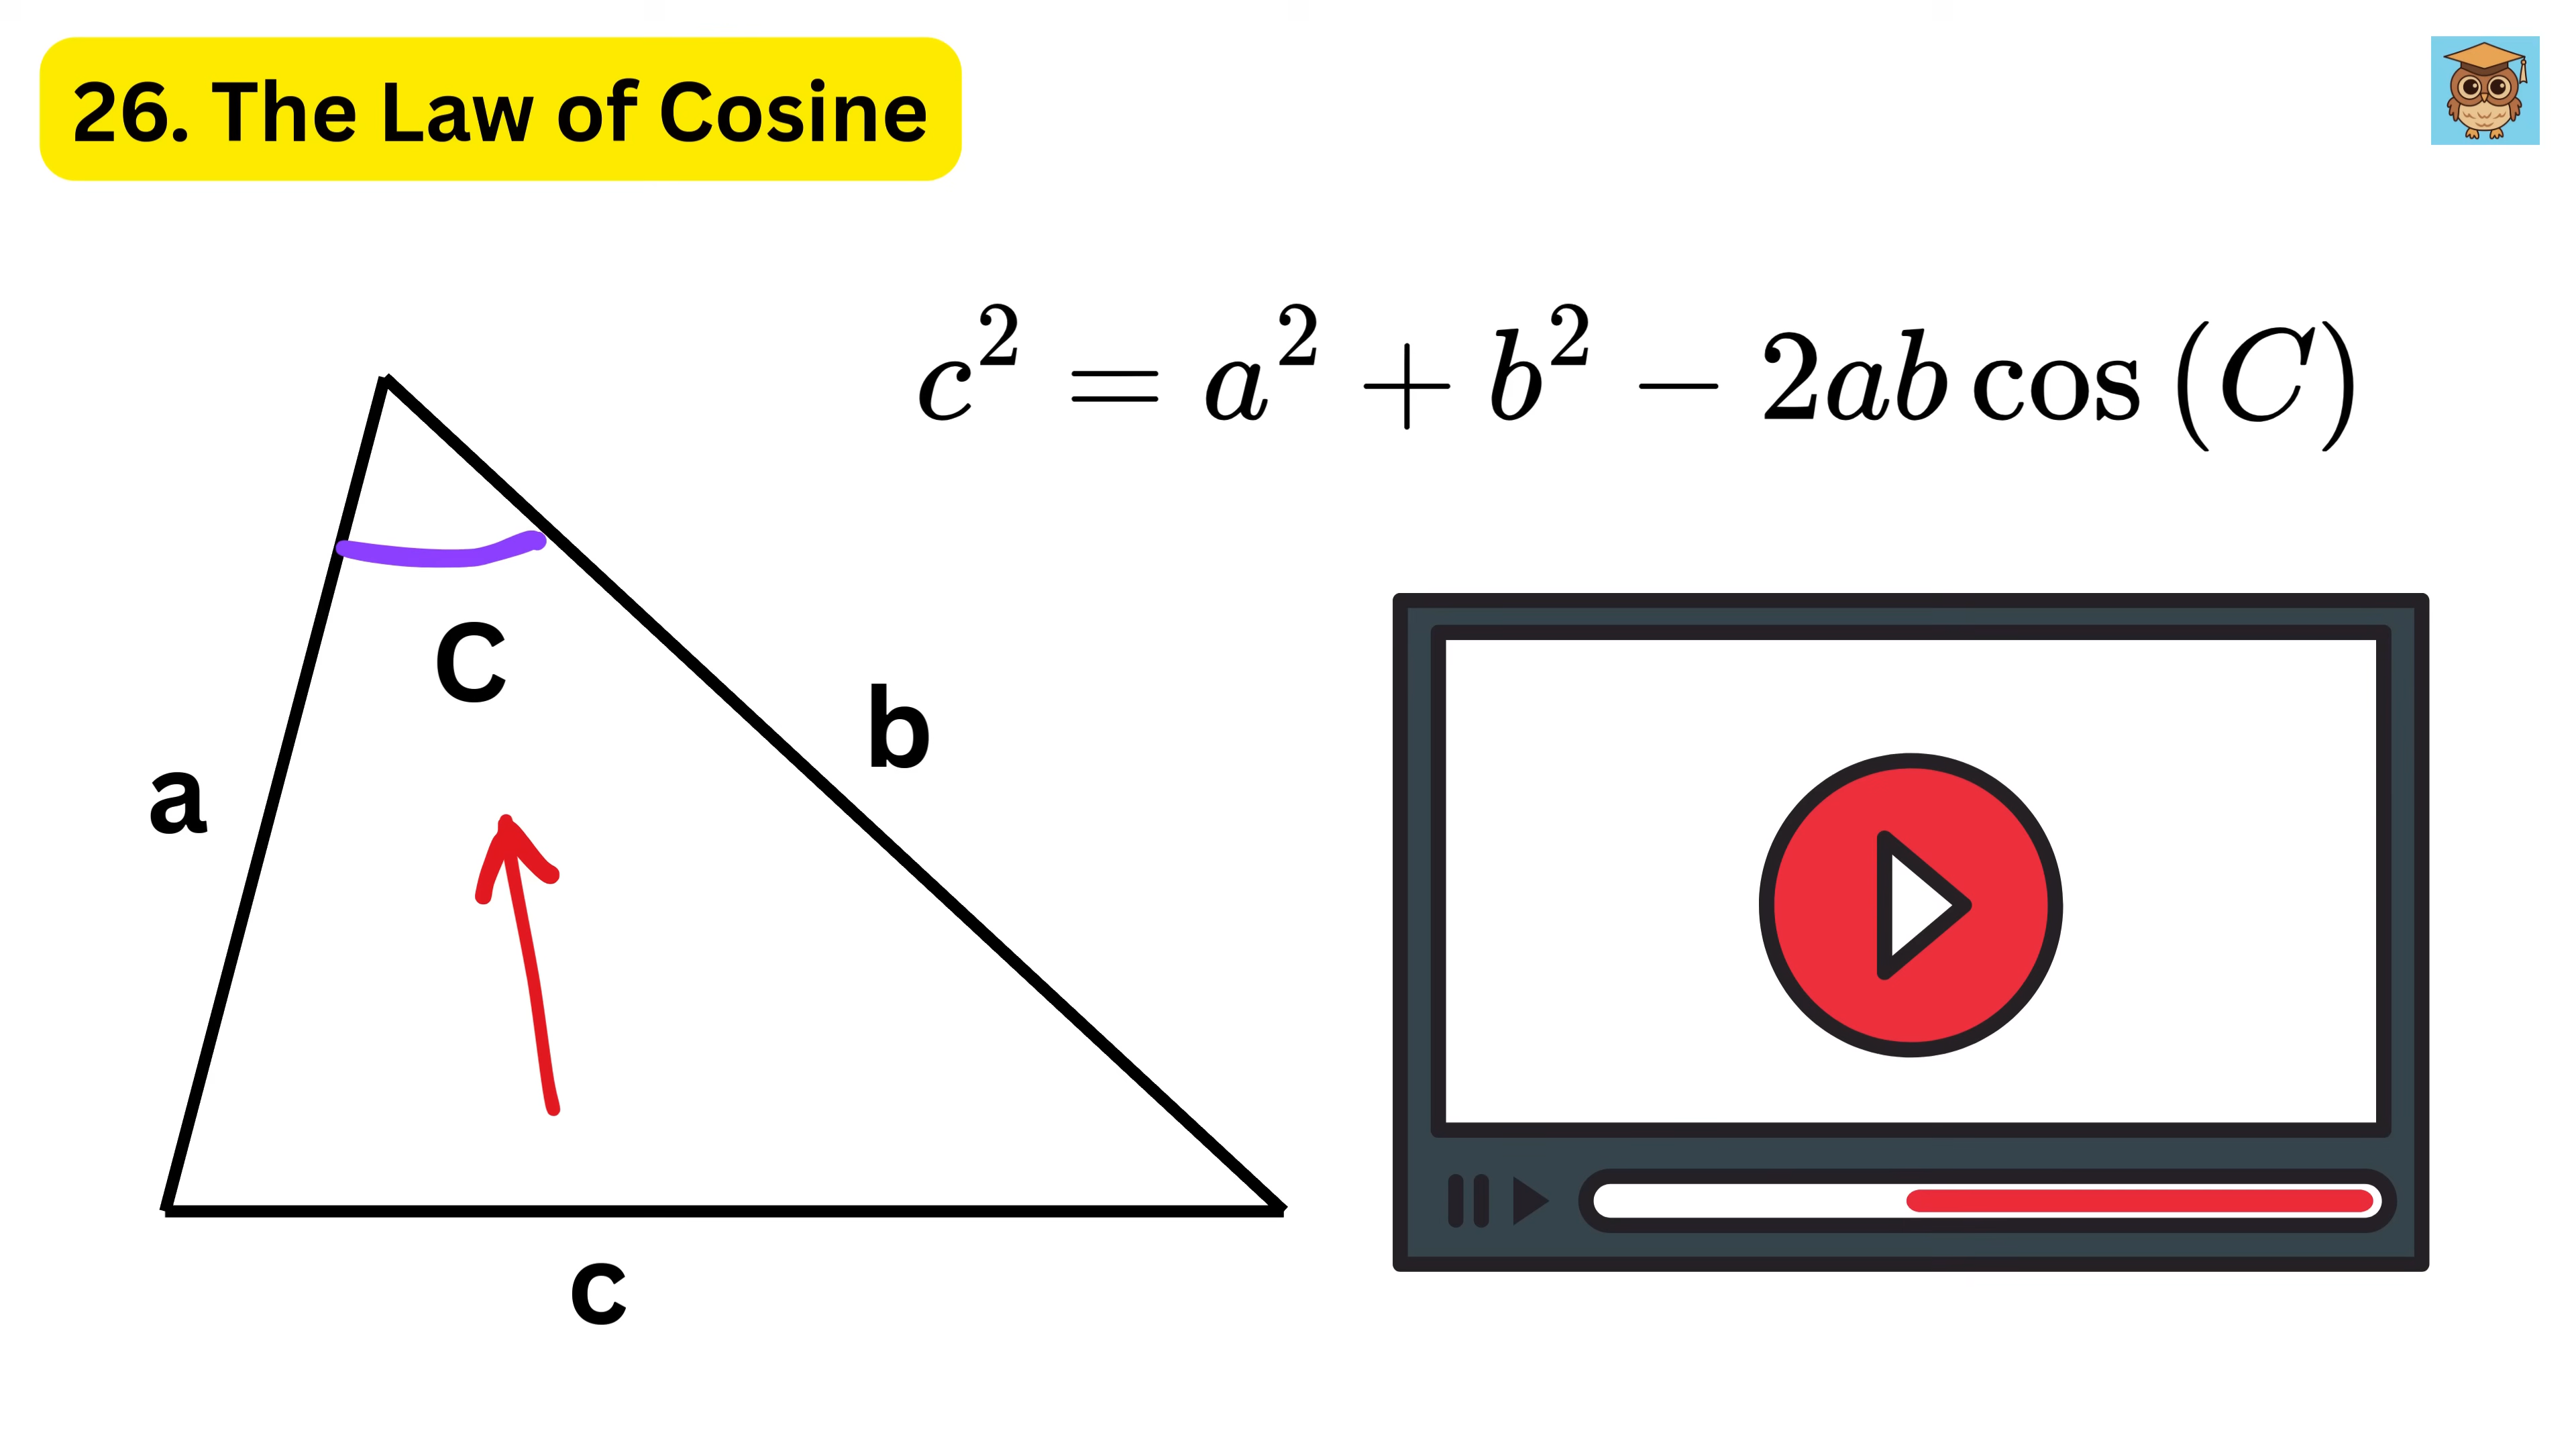 26. The Law of Cosine
c² = a² + b² − 2ab cos (C)
C
b
a
c